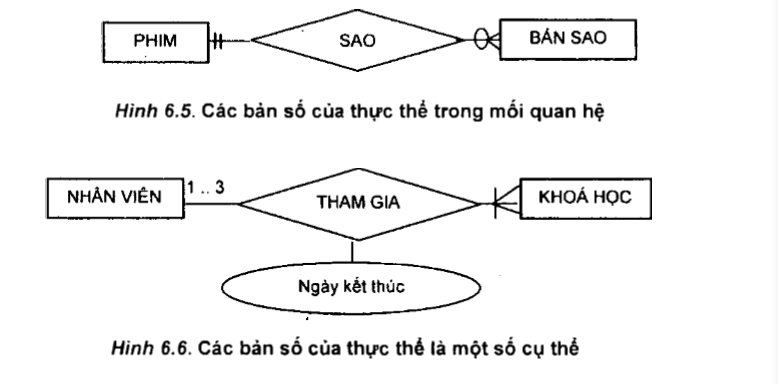 PHIM SAO BẢN SAO
Hình 6.5. Các bản số của thực thể trong mối quan hệ
NHÂN VIÊN 1 .. 3 THAM GIA KHOÁ HỌC
Ngày kết thúc
Hình 6.6. Các bản số của thực thể là một số cụ thể